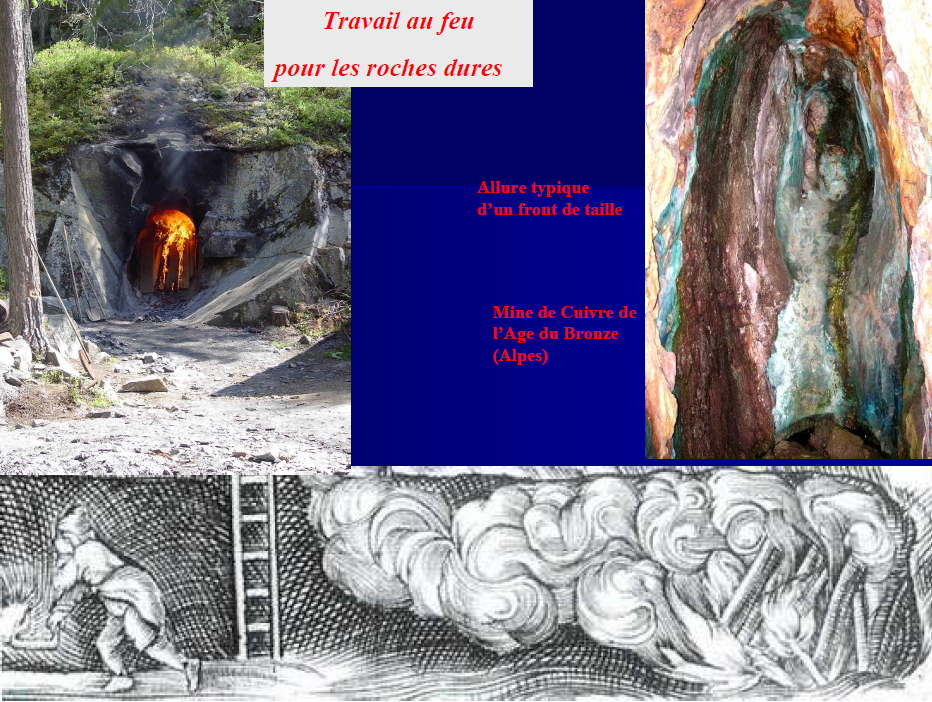 Travail au feu
pour les roches dures
Allure typique
d’un front de taille
Mine de Cuivre de
l’Age du Bronze
(Alpes)